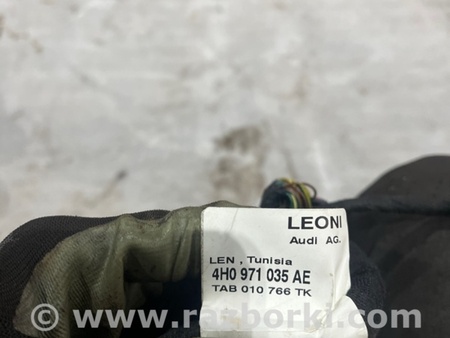 LEONI
Audi AG.
LEN , Tunisia
4H0 971 035 AE
TAB 010 766 TK
© www.razborki.com